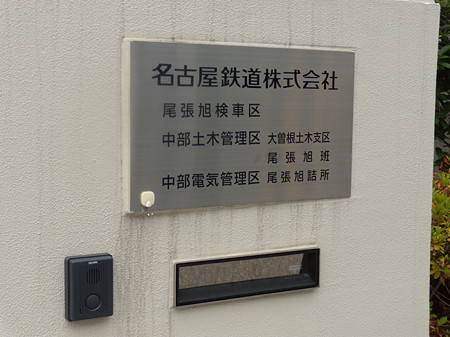 名古屋鉄道株式会社
尾張旭検車区
中部土木管理区 大曽根土木支区
尾張旭班
中部電気管理区 尾張旭詰所